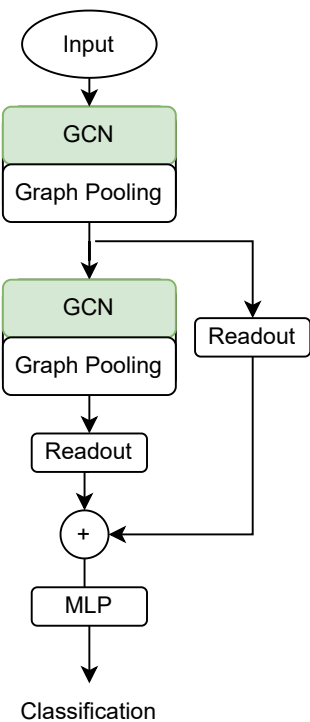 Input
GCN
Graph Pooling
GCN
Graph Pooling
Readout
Readout
+
MLP
Classification